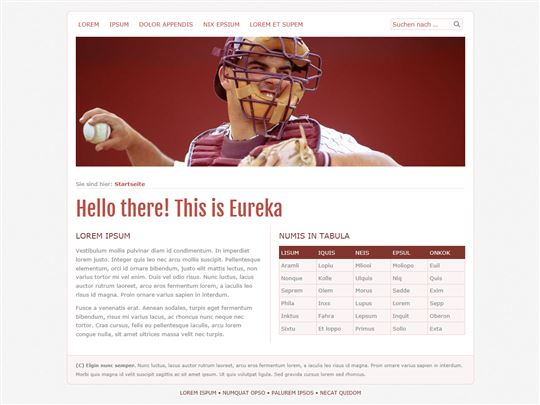 LOREM IPSUM DOLOR APPENDIS NIX EPSIUM LOREM ET SUPEM Suchen nach ...
Sie sind hier: Startseite
Hello there! This is Eureka
LOREM IPSUM
Vestibulum mollis pulvinar diam id condimentum. In imperdiet
lorem justo. Integer quis leo nec arcu mollis suscipit. Pellentesque
elementum, orci id ornare bibendum, justo elit mattis lectus, non
varius tortor mi vel enim. Duis vel odio risus. Nunc luctus, lacus
auctor rutrum laoreet, arcu eros fermentum lorem, a iaculis leo
risus id magna. Proin ornare varius sapien in interdum.
Fusce a venenatis erat. Aenean sodales, turpis eget fermentum
bibendum, risus mi varius lacus, ac rhoncus nunc neque nec
tortor. Cras cursus, felis eu pellentesque iaculis, arcu lorem
congue nulla, sit amet ornare massa velit nec turpis.
NUMIS IN TABULA
LISUM IQUIS NEIS EPSUL ONKOK
Aramli Lopiu Milooi Moliopo Euil
Nonque Kolle Ulquis Niq Quis
Seprem Olem Morus Sedde Exim
Phila Inxs Lupus Lorem Sepp
Inktus Fahra Lepsum Inquit Oberon
Sixtu Et loppo Primus Sollo Exta
(C) Elgin nunc semper. Nunc luctus, lacus auctor rutrum laoreet, arcu eros fermentum lorem, a iaculis leo risus id magna. Proin ornare varius sapien in interdum.
Morbi quis magna id velit suscipit sagittis ac sit amet ipsum. Ut quis volutpat ligula. Sed gravida cursus lorem sed rhoncus.
LOREM ISPUM • NUMQUAT OPSO • PALUREM IPSOS • NECAT QUIDOM